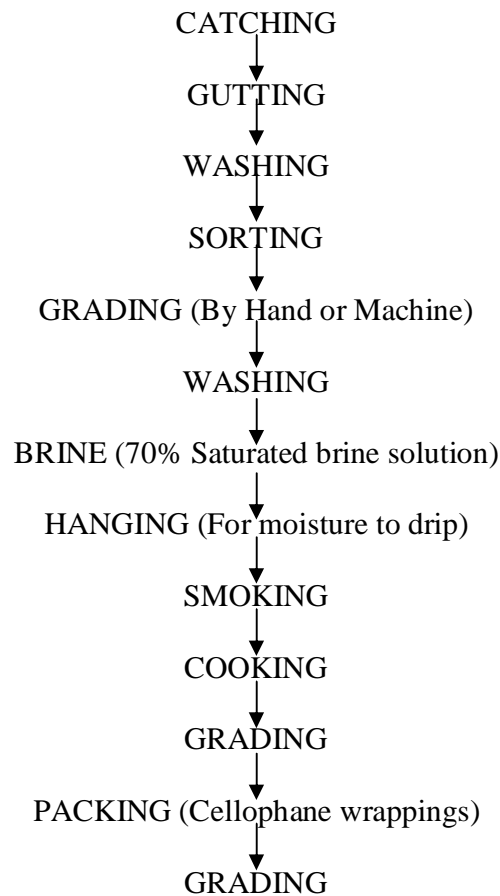 CATCHING
GUTTING
WASHING
SORTING
GRADING (By Hand or Machine)
WASHING
BRINE (70% Saturated brine solution)
HANGING (For moisture to drip)
SMOKING
COOKING
GRADING
PACKING (Cellophane wrappings)
GRADING